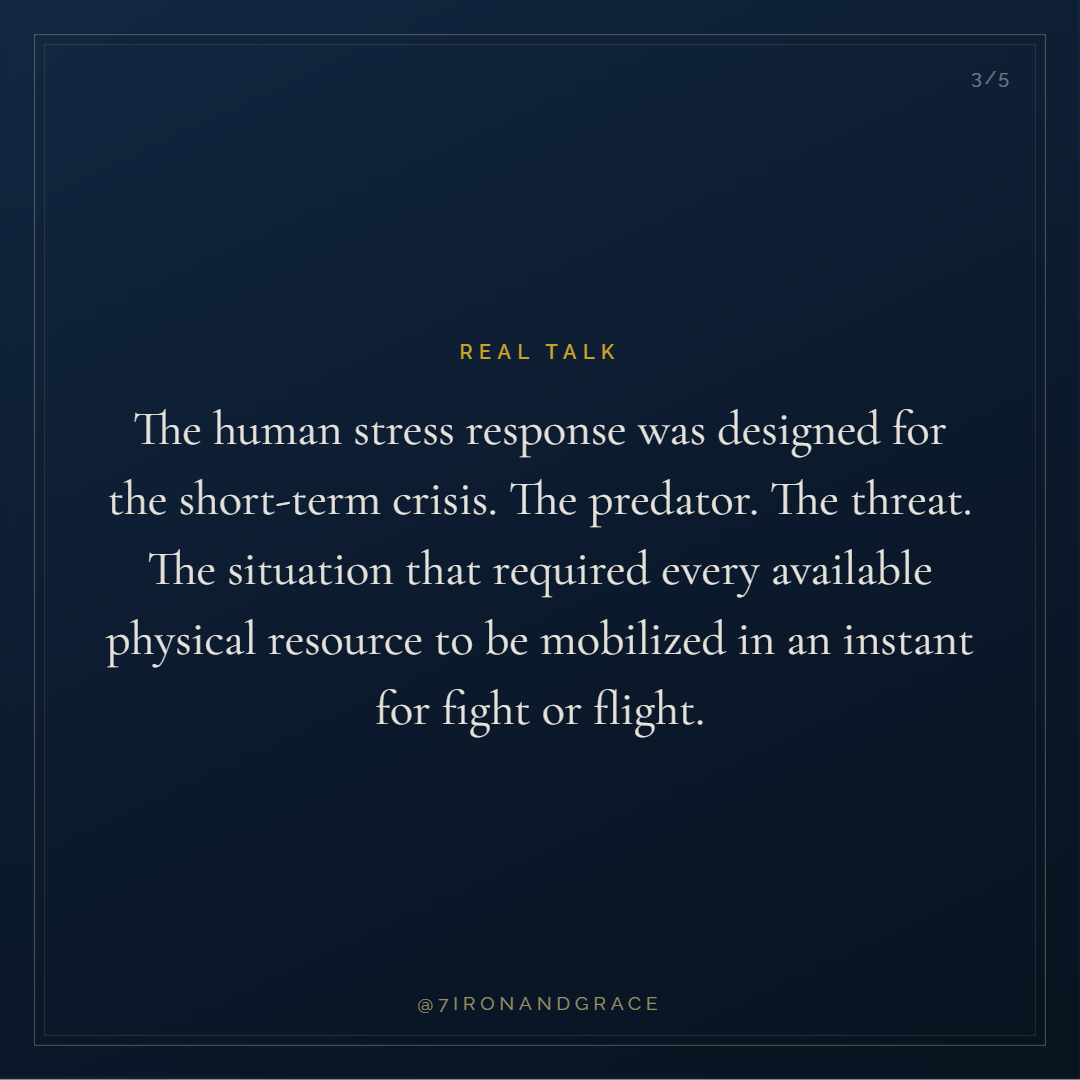 3/5
REAL TALK
The human stress response was designed for
the short-term crisis. The predator. The threat.
The situation that required every available
physical resource to be mobilized in an instant
for fight or flight.
@7IRONANDGRACE